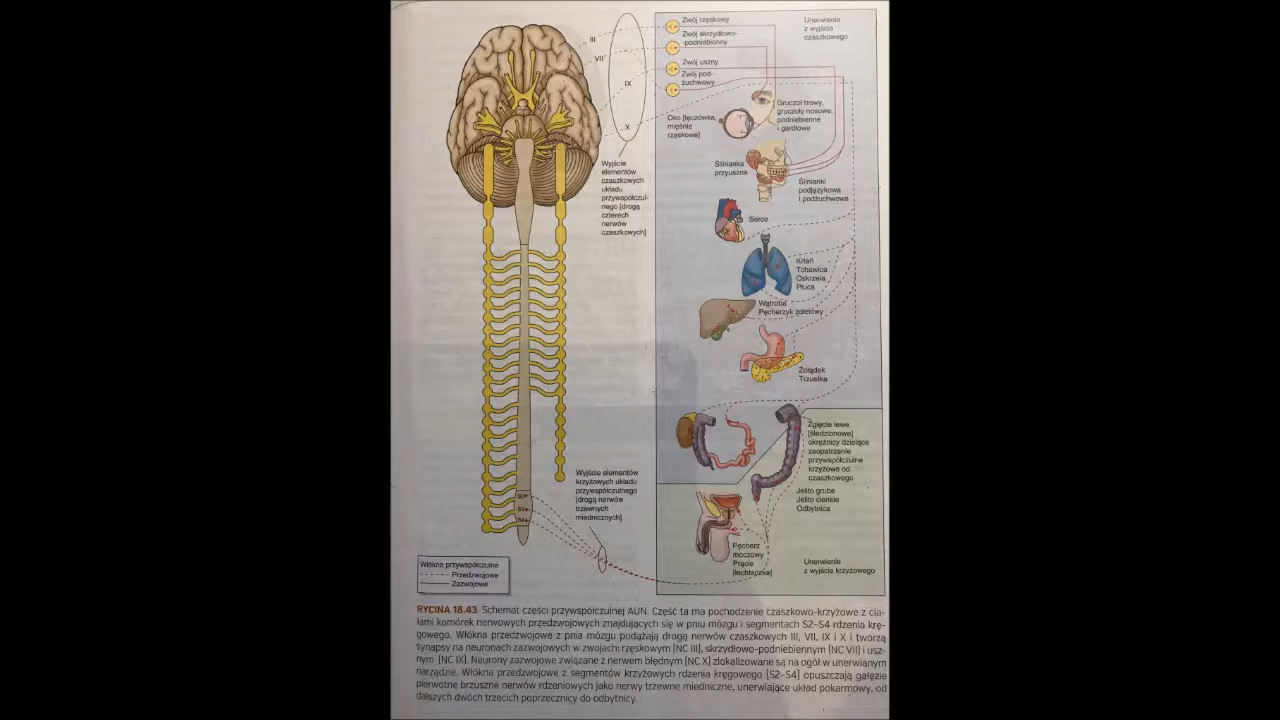 III
VII
IX
X
Zwój rzęskowy
Zwój skrzydłowo-
-podniebienny
Zwój uszny
Zwój pod-
żuchwowy
Unerwienie
z wyjścia
czaszkowego
Oko [tęczówka,
mięśnie
rzęskowe]
Gruczoł łzowy,
gruczoły nosowe,
podniebienne
i gardłowe
Wyjście
elementów
czaszkowych
układu
przywspółczul-
nego [drogą
czterech
nerwów
czaszkowych]
Ślinianka
przyuszna
Ślinianki
podjęzykowa
i podżuchwowa
Serce
Krtań
Tchawica
Oskrzela
Płuca
Wątroba
Pęcherzyk żółciowy
Żołądek
Trzustka
Zgięcie lewe
[śledzionowe]
okrężnicy dzielące
zaopatrzenie
przywspółczulne
krzyżowe od
czaszkowego
Jelito grube
Jelito cienkie
Odbytnica
Wyjście elementów
krzyżowych układu
przywspółczulnego
[drogą nerwów
trzewnych
miednicznych]
S2
S3
S4
Pęcherz
moczowy
Prącie
[łechtaczka]
Unerwienie
z wyjścia krzyżowego
Włókna przywspółczulne
Przedzwojowe
Zazwojowe
RYCINA 18.43 Schemat części przywspółczulnej AUN. Część ta ma pochodzenie czaszkowo-krzyżowe z cia-
łami komórek nerwowych przedzwojowych znajdujących się w pniu mózgu i segmentach S2–S4 rdzenia krę-
gowego. Włókna przedzwojowe z pnia mózgu podążają drogą nerwów czaszkowych III, VII, IX i X i tworzą
synapsy na neuronach zazwojowych w zwojach: rzęskowym [NC III], skrzydłowo-podniebiennym [NC VII] i usz-
nym [NC IX]. Neurony zazwojowe związane z nerwem błędnym [NC X] zlokalizowane są na ogół w unerwianym
narządzie. Włókna przedzwojowe z segmentów krzyżowych rdzenia kręgowego [S2–S4] opuszczają gałęzie
pierwotne brzuszne nerwów rdzeniowych jako nerwy trzewne miedniczne, unerwiające układ pokarmowy, od
dalszych dwóch trzecich poprzecznicy do odbytnicy.